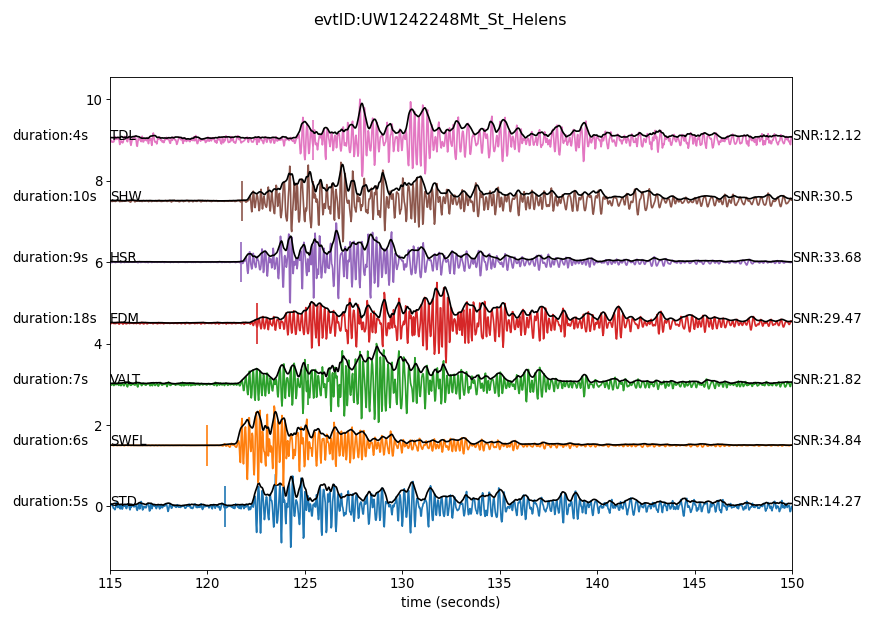 evtID:UW1242248Mt_St_Helens
10
duration:4s TDL SNR:12.12
8
duration:10s SHW SNR:30.5
duration:9s HSR SNR:33.68
6
duration:18s EDM SNR:29.47
4
duration:7s VALT SNR:21.82
2
duration:6s SWFL SNR:34.84
duration:5s STD SNR:14.27
0
115 120 125 130 135 140 145 150
time (seconds)